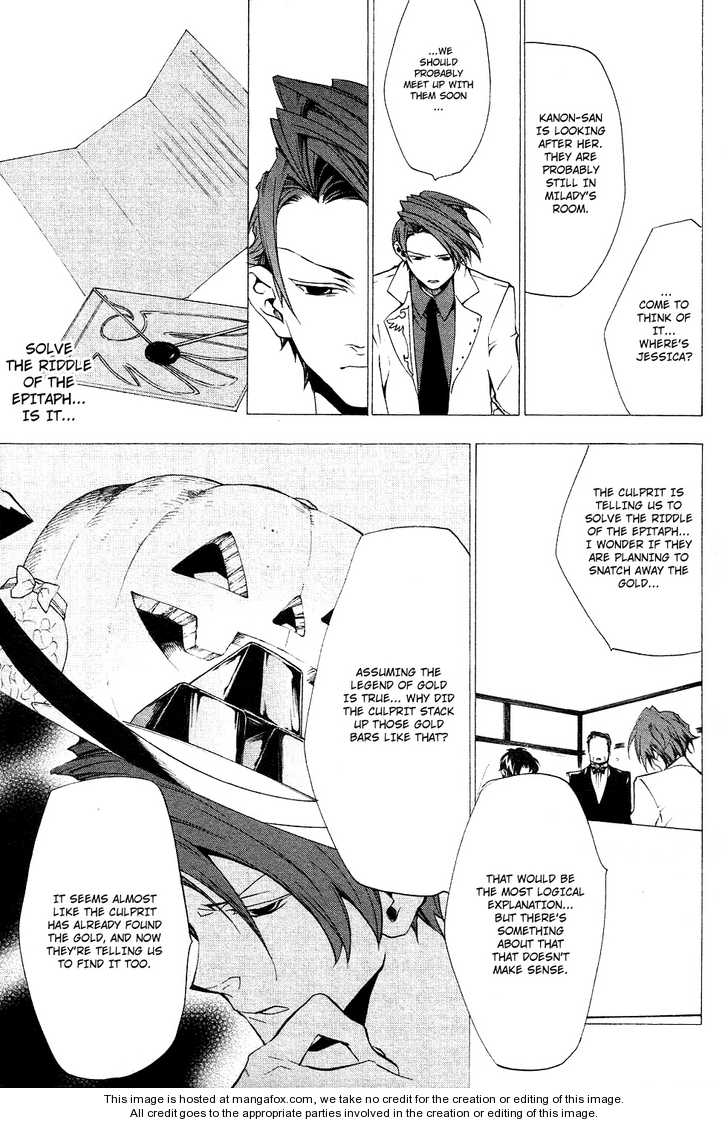 ...
COME TO
THINK OF
IT...
WHERE'S
JESSICA?
KANON-SAN
IS LOOKING
AFTER HER.
THEY ARE
PROBABLY
STILL IN
MILADY'S
ROOM.
...WE
SHOULD
PROBABLY
MEET UP WITH
THEM SOON
...
SOLVE
THE RIDDLE
OF THE
EPITAPH...
IS IT...
THE CULPRIT IS
TELLING US TO
SOLVE THE RIDDLE
OF THE EPITAPH...
I WONDER IF THEY
ARE PLANNING TO
SNATCH AWAY THE
GOLD...
THAT WOULD BE
THE MOST LOGICAL
EXPLANATION...
BUT THERE'S
SOMETHING
ABOUT THAT
THAT DOESN'T
MAKE SENSE.
ASSUMING THE
LEGEND OF GOLD
IS TRUE... WHY DID
THE CULPRIT STACK
UP THOSE GOLD
BARS LIKE THAT?
IT SEEMS ALMOST
LIKE THE CULPRIT
HAS ALREADY FOUND
THE GOLD, AND NOW
THEY'RE TELLING US
TO FIND IT TOO.
This image is hosted at mangafox.com, we take no credit for the creation or editing of this image.
All credit goes to the appropriate parties involved in the creation or editing of this image.